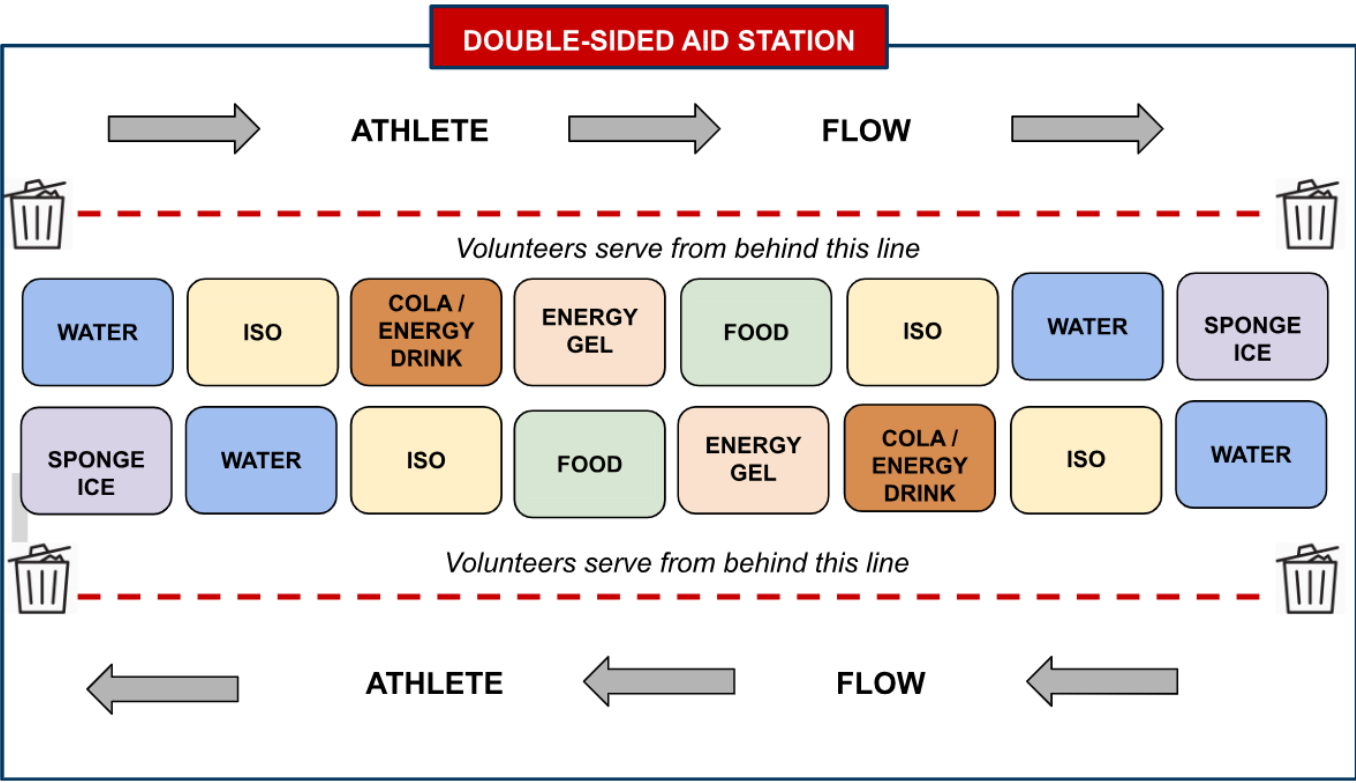 DOUBLE-SIDED AID STATION
ATHLETE FLOW
Volunteers serve from behind this line
WATER
ISO
COLA /
ENERGY
DRINK
ENERGY
GEL
FOOD
ISO
WATER
SPONGE
ICE
SPONGE
ICE
WATER
ISO
FOOD
ENERGY
GEL
COLA /
ENERGY
DRINK
ISO
WATER
Volunteers serve from behind this line
ATHLETE FLOW